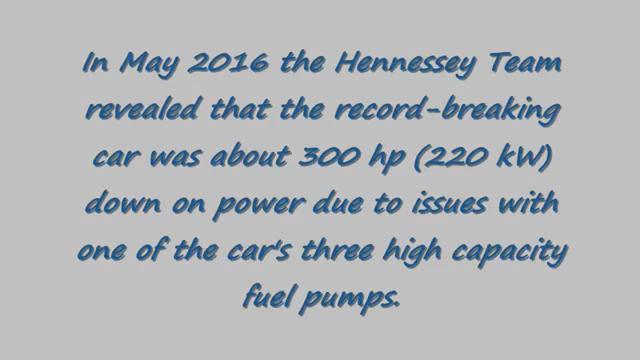 In May 2016 the Hennessey Team
revealed that the record-breaking
car was about 300 hp (220 kW)
down on power due to issues with
one of the car's three high capacity
fuel pumps.